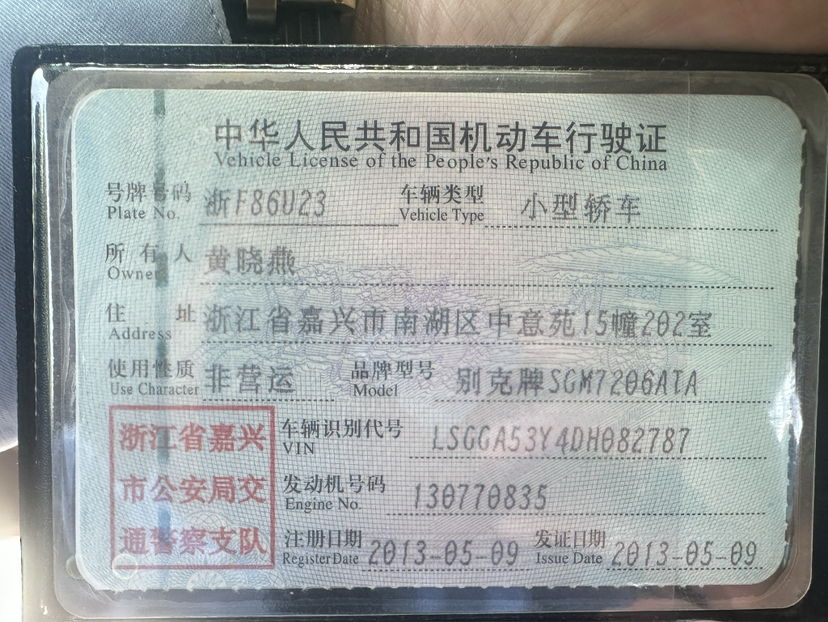 中华人民共和国机动车行驶证
Vehicle License of the People's Republic of China
号牌号码 浙F86U23 车辆类型 小型轿车
Plate No. Vehicle Type
所有人 黄晓燕
Owner
住址 浙江省嘉兴市南湖区中意苑15幢202室
Address
使用性质 非营运 品牌型号 别克牌SGM7206ATA
Use Character Model
浙江省嘉兴
市公安局交
通警察支队
车辆识别代号 LSGGA53Y4DH082787
VIN
发动机号码 130770835
Engine No.
注册日期 2013-05-09 发证日期 2013-05-09
Register Date Issue Date